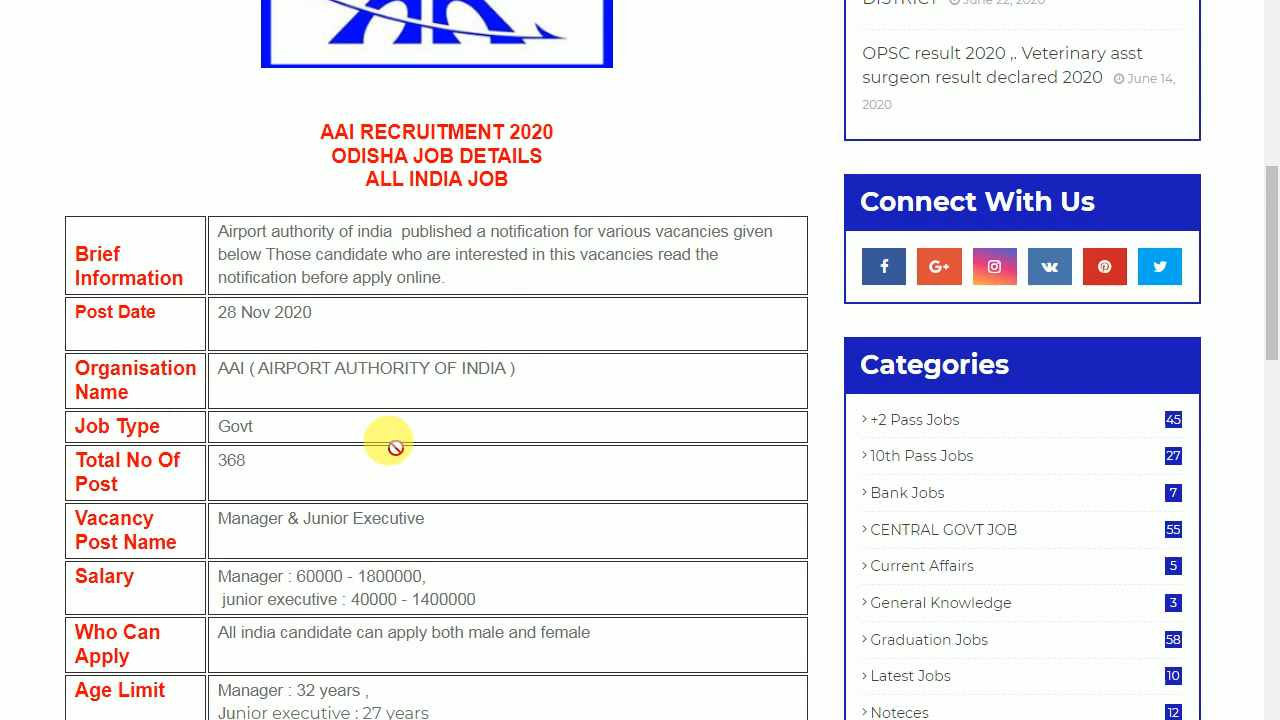 AAI RECRUITMENT 2020
ODISHA JOB DETAILS
ALL INDIA JOB
Brief
Information
Airport authority of india  published a notification for various vacancies given
below Those candidate who are interested in this vacancies read the
notification before apply online.
Post Date
28 Nov 2020
Organisation
Name
AAI ( AIRPORT AUTHORITY OF INDIA )
Job Type
Govt
Total No Of
Post
368
Vacancy
Post Name
Manager & Junior Executive
Salary
Manager : 60000 - 1800000,
junior executive : 40000 - 1400000
Who Can
Apply
All india candidate can apply both male and female
Age Limit
Manager : 32 years ,
Junior executive : 27 years
DISTRICT June 22, 2020
OPSC result 2020 ,. Veterinary asst
surgeon result declared 2020 June 14,
2020
Connect With Us
Categories
+2 Pass Jobs 45
10th Pass Jobs 27
Bank Jobs 7
CENTRAL GOVT JOB 55
Current Affairs 5
General Knowledge 3
Graduation Jobs 58
Latest Jobs 10
Noteces 12